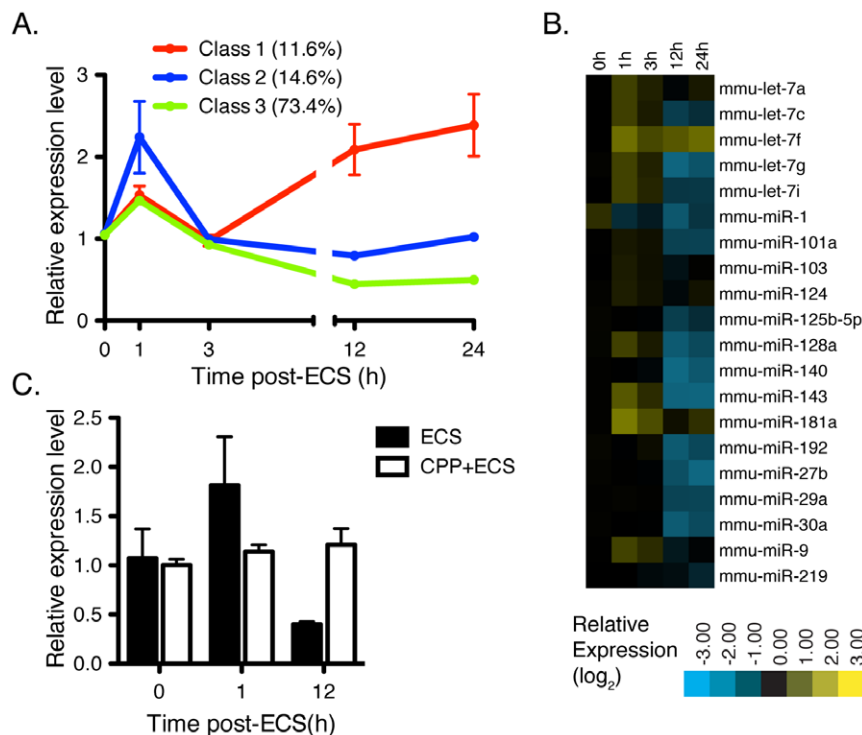 A.
Class 1 (11.6%)
Class 2 (14.6%)
Class 3 (73.4%)
Relative expression level
3
2
1
0
0 1 3 12 24
Time post-ECS (h)
B.
0h 1h 3h 12h 24h
mmu-let-7a
mmu-let-7c
mmu-let-7f
mmu-let-7g
mmu-let-7i
mmu-miR-1
mmu-miR-101a
mmu-miR-103
mmu-miR-124
mmu-miR-125b-5p
mmu-miR-128a
mmu-miR-140
mmu-miR-143
mmu-miR-181a
mmu-miR-192
mmu-miR-27b
mmu-miR-29a
mmu-miR-30a
mmu-miR-9
mmu-miR-219
Relative
Expression
(log2)
-3.00 -2.00 -1.00 0.00 1.00 2.00 3.00
C.
Relative expression level
2.5
2.0
1.5
1.0
0.5
0.0
ECS
CPP+ECS
0 1 12
Time post-ECS(h)